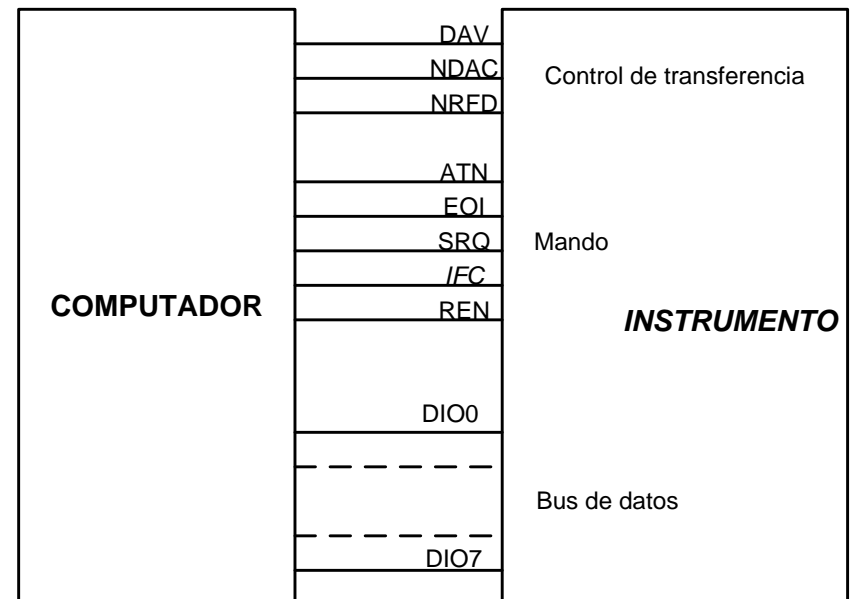 DAV
NDAC
NRFD
Control de transferencia
ATN
EOI
SRQ
IFC
REN
Mando
COMPUTADOR
INSTRUMENTO
DIO0
DIO7
Bus de datos